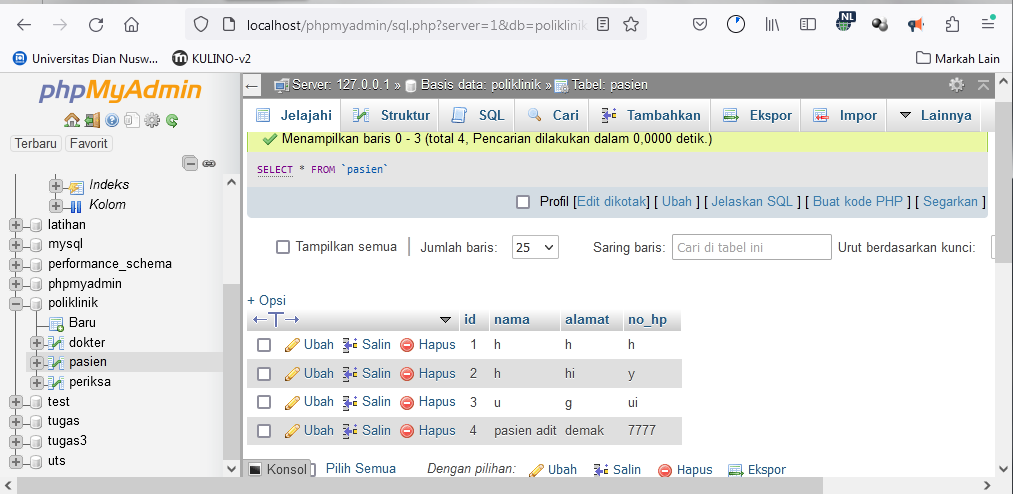 localhost/phpmyadmin/sql.php?server=1&db=poliklinik
NL
Universitas Dian Nusw...
KULINO-v2
Markah Lain
phpMyAdmin
Terbaru
Favorit
Indeks
Kolom
latihan
mysql
performance_schema
phpmyadmin
poliklinik
Baru
dokter
pasien
periksa
test
tugas
tugas3
uts
Server: 127.0.0.1 » Basis data: poliklinik » Tabel: pasien
Jelajahi Struktur SQL Cari Tambahkan Ekspor Impor Lainnya
Menampilkan baris 0 - 3 (total 4, Pencarian dilakukan dalam 0,0000 detik.)
SELECT * FROM `pasien`
Profil [Edit dikotak] [ Ubah ] [ Jelaskan SQL ] [ Buat kode PHP ] [ Segarkan ]
Tampilkan semua | Jumlah baris: 25 Saring baris: Cari di tabel ini Urut berdasarkan kunci:
+ Opsi
←T→ id nama alamat no_hp
Ubah Salin Hapus 1 h h h
Ubah Salin Hapus 2 h hi y
Ubah Salin Hapus 3 u g ui
Ubah Salin Hapus 4 pasien adit demak 7777
Konsol Pilih Semua Dengan pilihan: Ubah Salin Hapus Ekspor